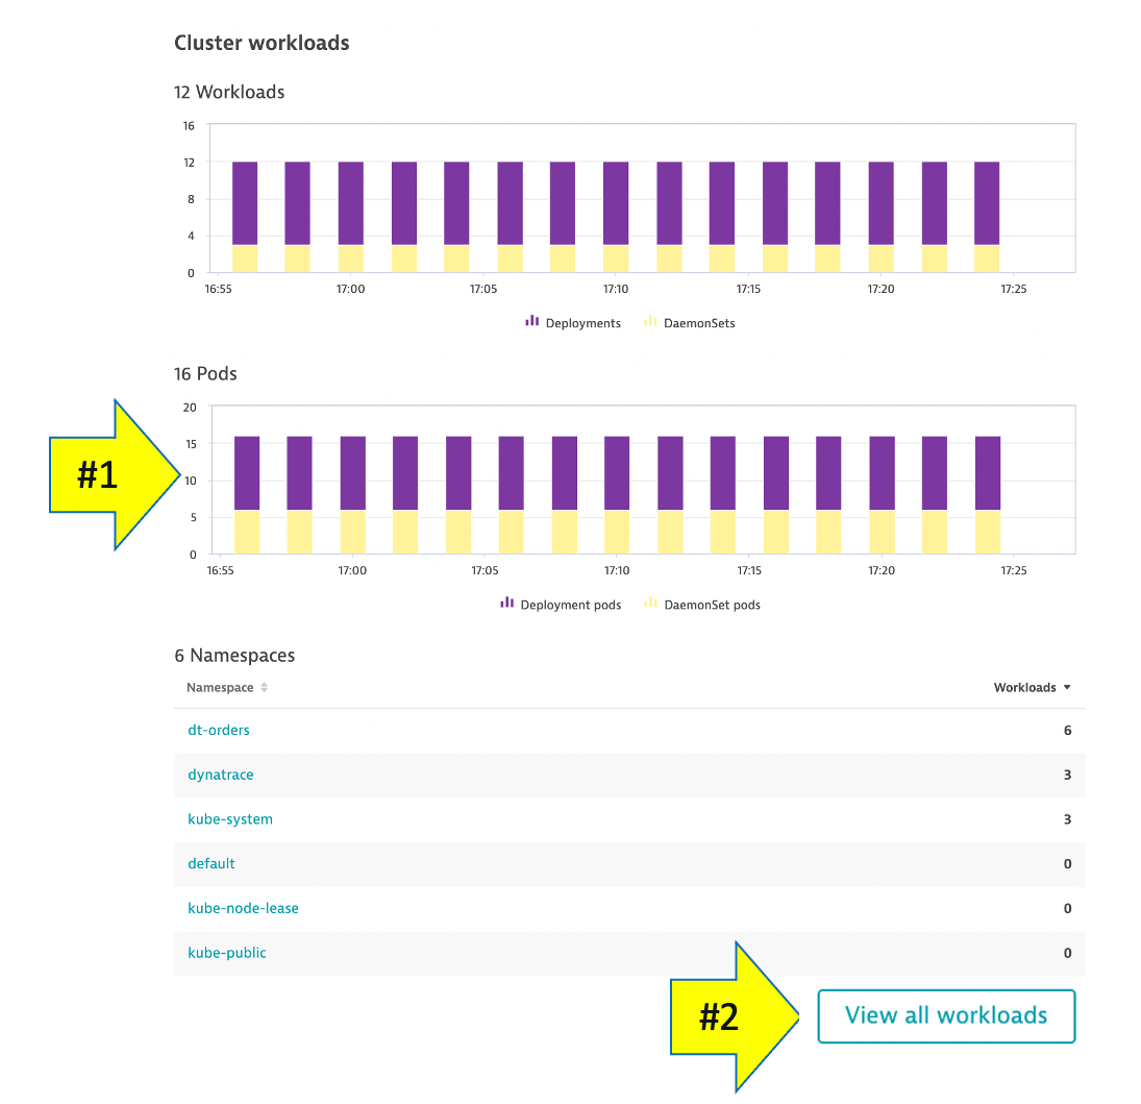 Cluster workloads
12 Workloads
16
12
8
4
0
16:55 17:00 17:05 17:10 17:15 17:20 17:25
Deployments DaemonSets
16 Pods
20
15
#1
10
5
0
16:55 17:00 17:05 17:10 17:15 17:20 17:25
Deployment pods DaemonSet pods
6 Namespaces
Namespace Workloads
dt-orders 6
dynatrace 3
kube-system 3
default 0
kube-node-lease 0
kube-public 0
#2 View all workloads